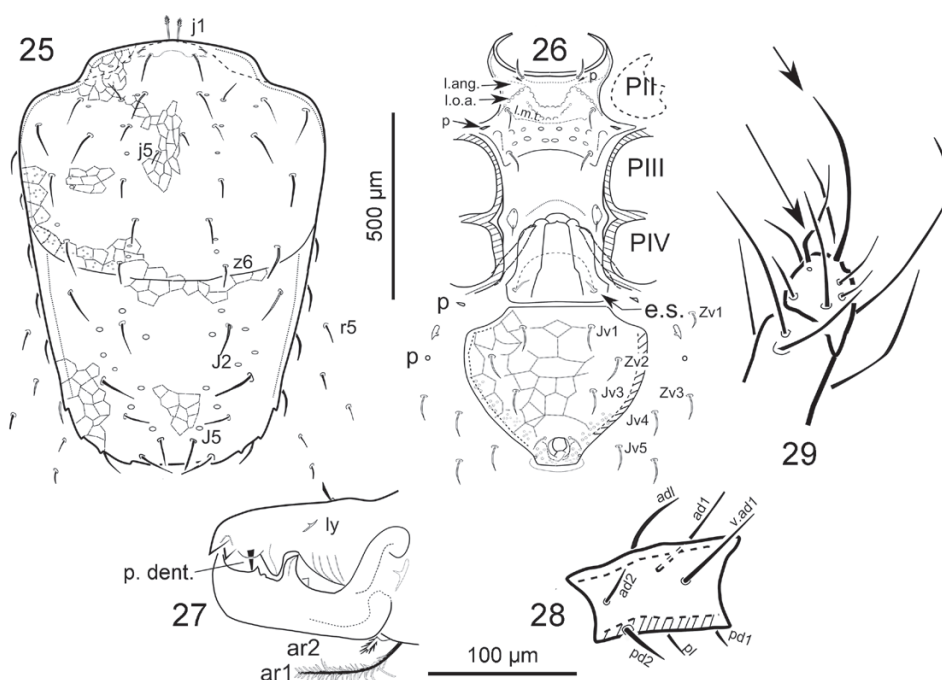 25
j1
j5
z6
J2
J5
r5
500 µm
26
l.ang.
l.o.a.
p
p.
l.m.t.
PII
PIII
PIV
e.s.
p
p
Zv1
Jv1
Zv2
Jv3
Zv3
Jv4
Jv5
29
ly
p. dent.
27
ar2
ar1
100 µm
adl
ad1
v.ad1
ad2
28
pd2
pl
pd1